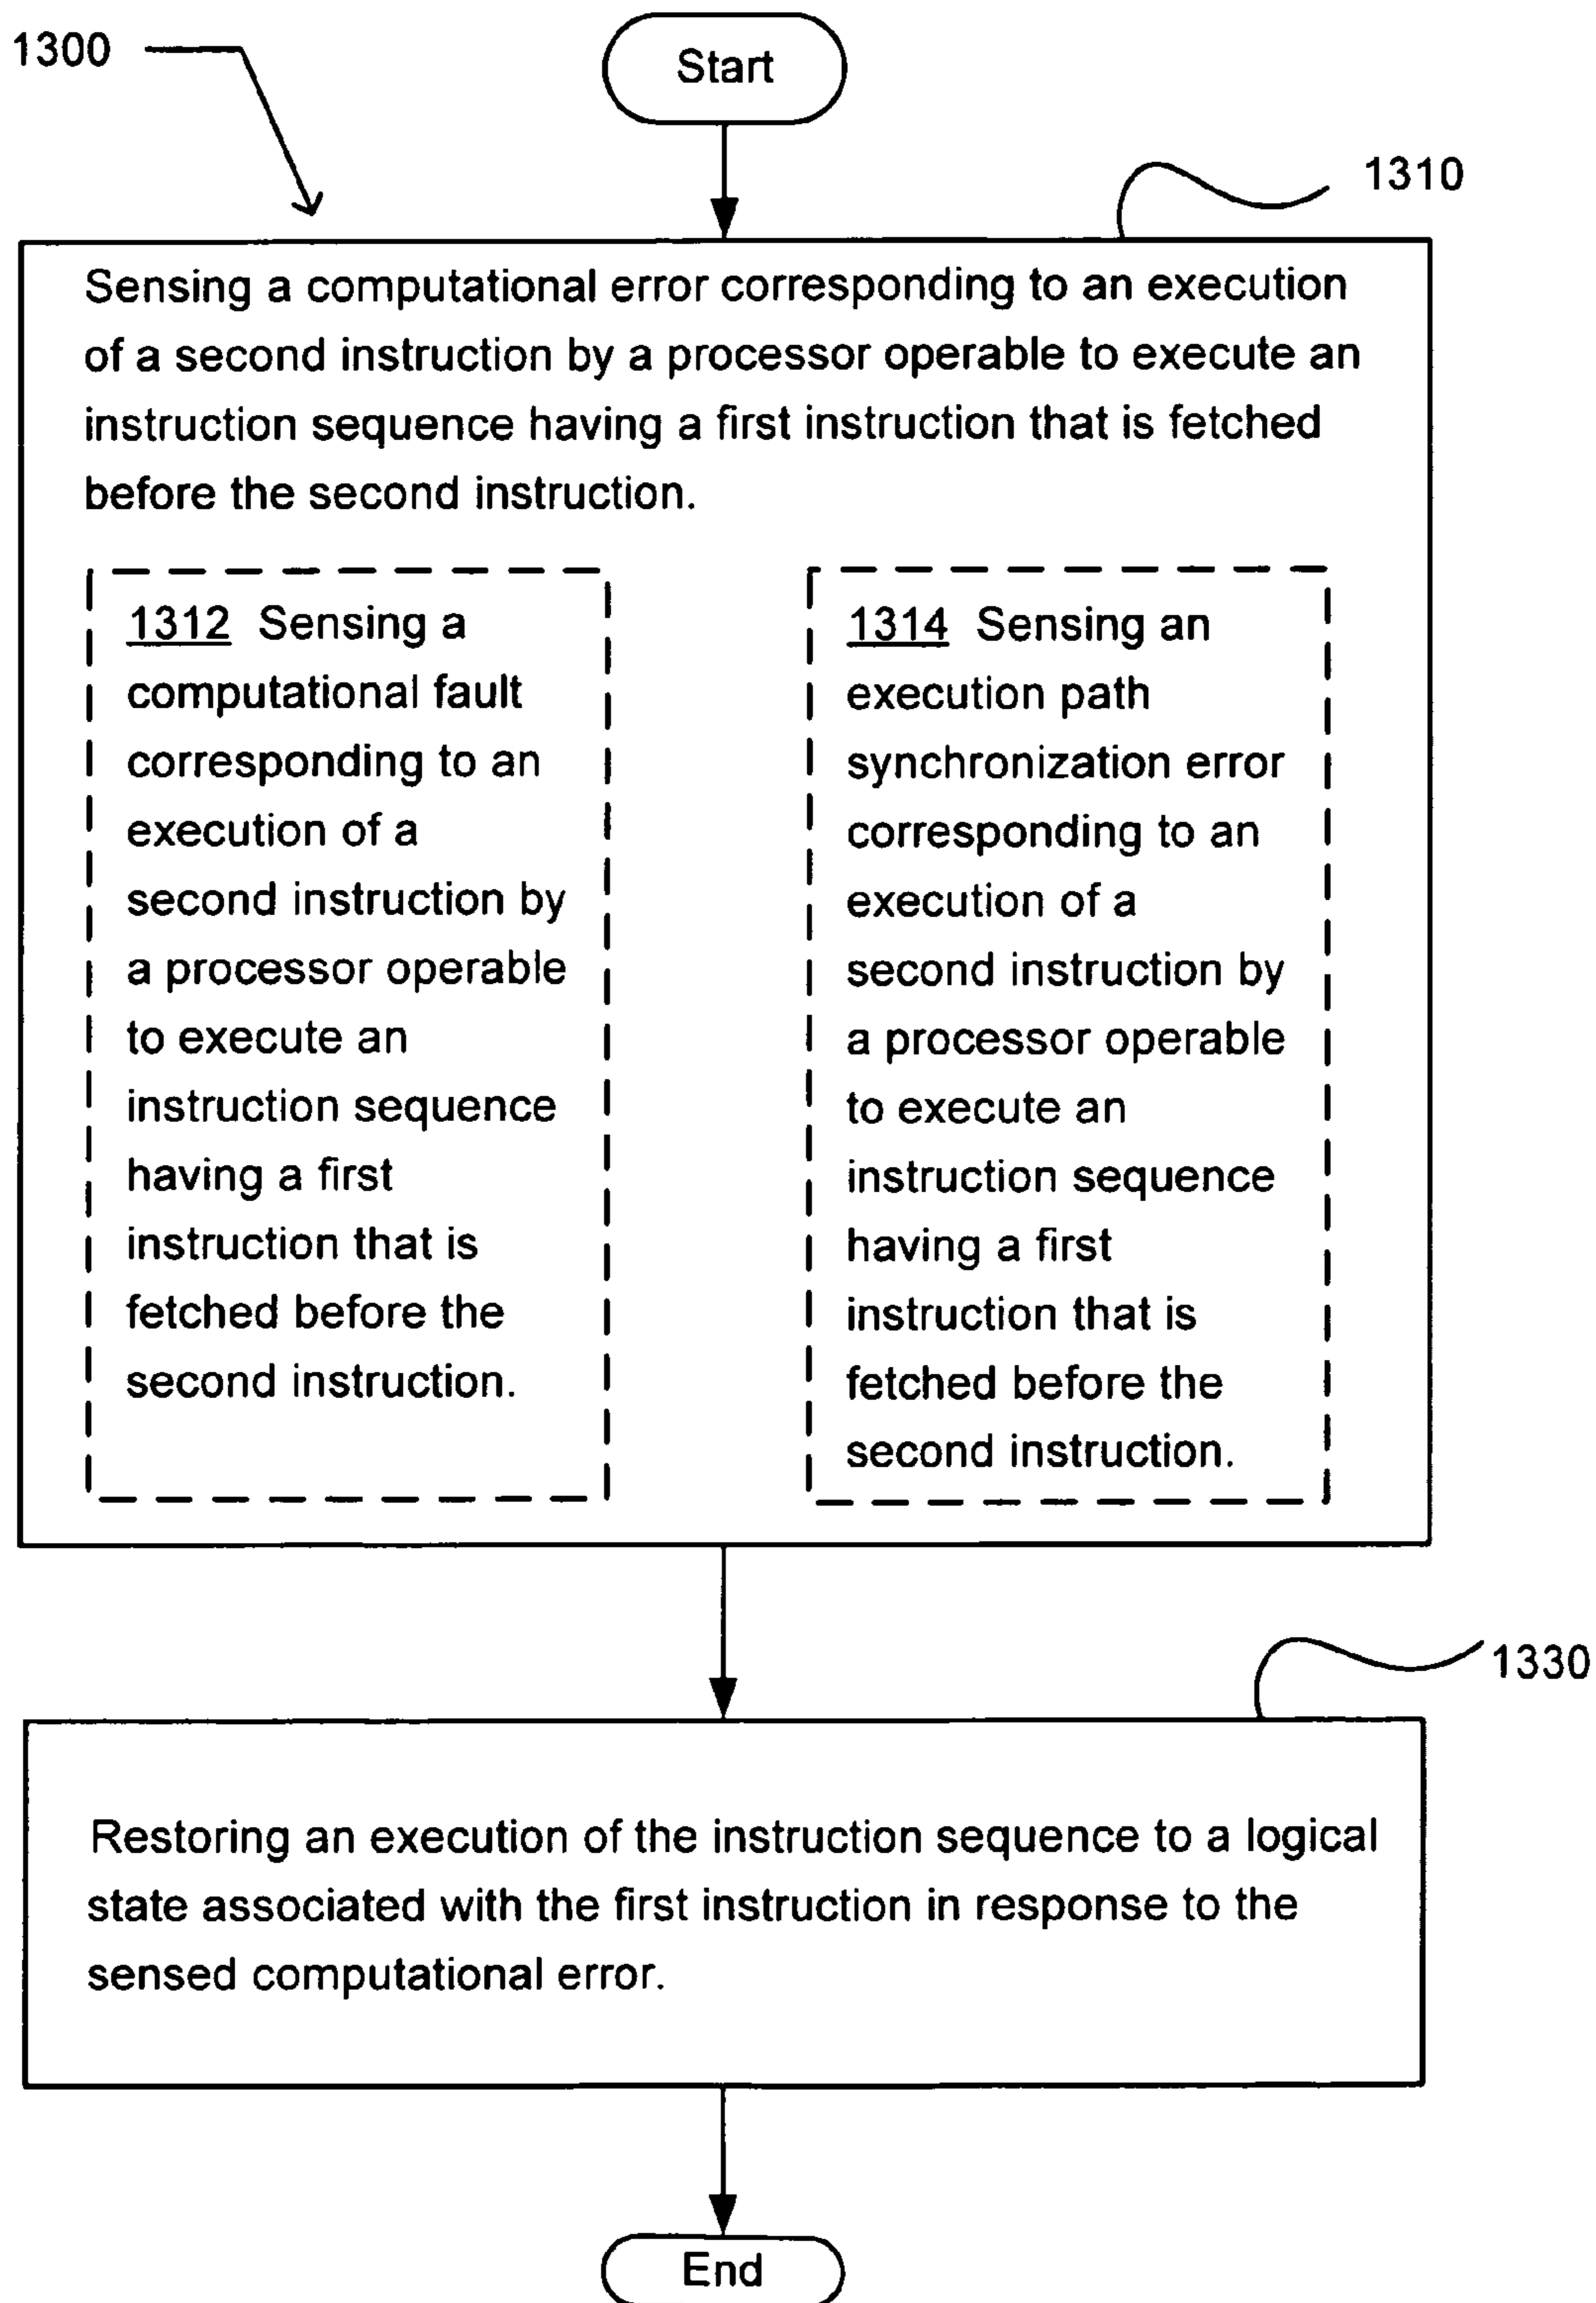 1300
Start
1310
Sensing a computational error corresponding to an execution
of a second instruction by a processor operable to execute an
instruction sequence having a first instruction that is fetched
before the second instruction.
1312 Sensing a
computational fault
corresponding to an
execution of a
second instruction by
a processor operable
to execute an
instruction sequence
having a first
instruction that is
fetched before the
second instruction.
1314 Sensing an
execution path
synchronization error
corresponding to an
execution of a
second instruction by
a processor operable
to execute an
instruction sequence
having a first
instruction that is
fetched before the
second instruction.
1330
Restoring an execution of the instruction sequence to a logical
state associated with the first instruction in response to the
sensed computational error.
End